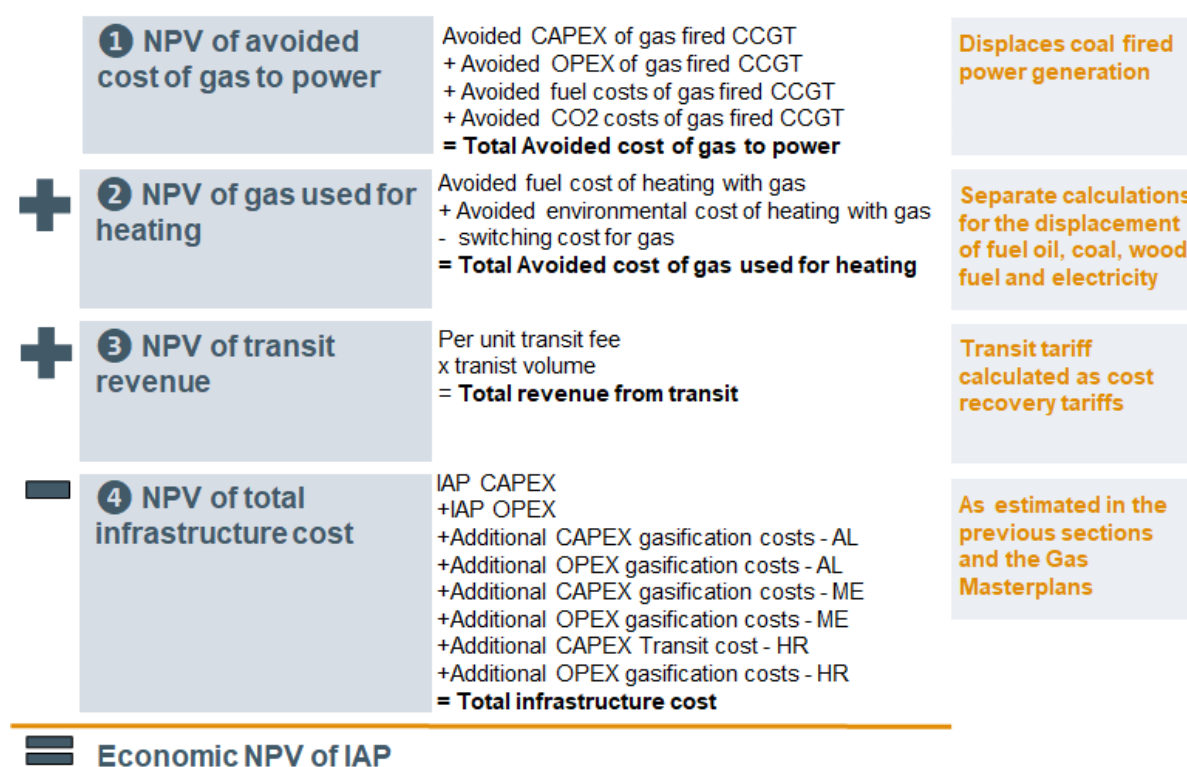 ❶ NPV of avoided
cost of gas to power
Avoided CAPEX of gas fired CCGT
+ Avoided OPEX of gas fired CCGT
+ Avoided fuel costs of gas fired CCGT
+ Avoided CO2 costs of gas fired CCGT
= Total Avoided cost of gas to power
Displaces coal fired
power generation
+
❷ NPV of gas used for
heating
Avoided fuel cost of heating with gas
+ Avoided environmental cost of heating with gas
- switching cost for gas
= Total Avoided cost of gas used for heating
Separate calculations
for the displacement
of fuel oil, coal, wood
fuel and electricity
+
❸ NPV of transit
revenue
Per unit transit fee
x tranist volume
= Total revenue from transit
Transit tariff
calculated as cost
recovery tariffs
-
❹ NPV of total
infrastructure cost
IAP CAPEX
+IAP OPEX
+Additional CAPEX gasification costs - AL
+Additional OPEX gasification costs - AL
+Additional CAPEX gasification costs - ME
+Additional OPEX gasification costs - ME
+Additional CAPEX Transit cost - HR
+Additional OPEX gasification costs - HR
= Total infrastructure cost
As estimated in the
previous sections
and the Gas
Masterplans
= Economic NPV of IAP